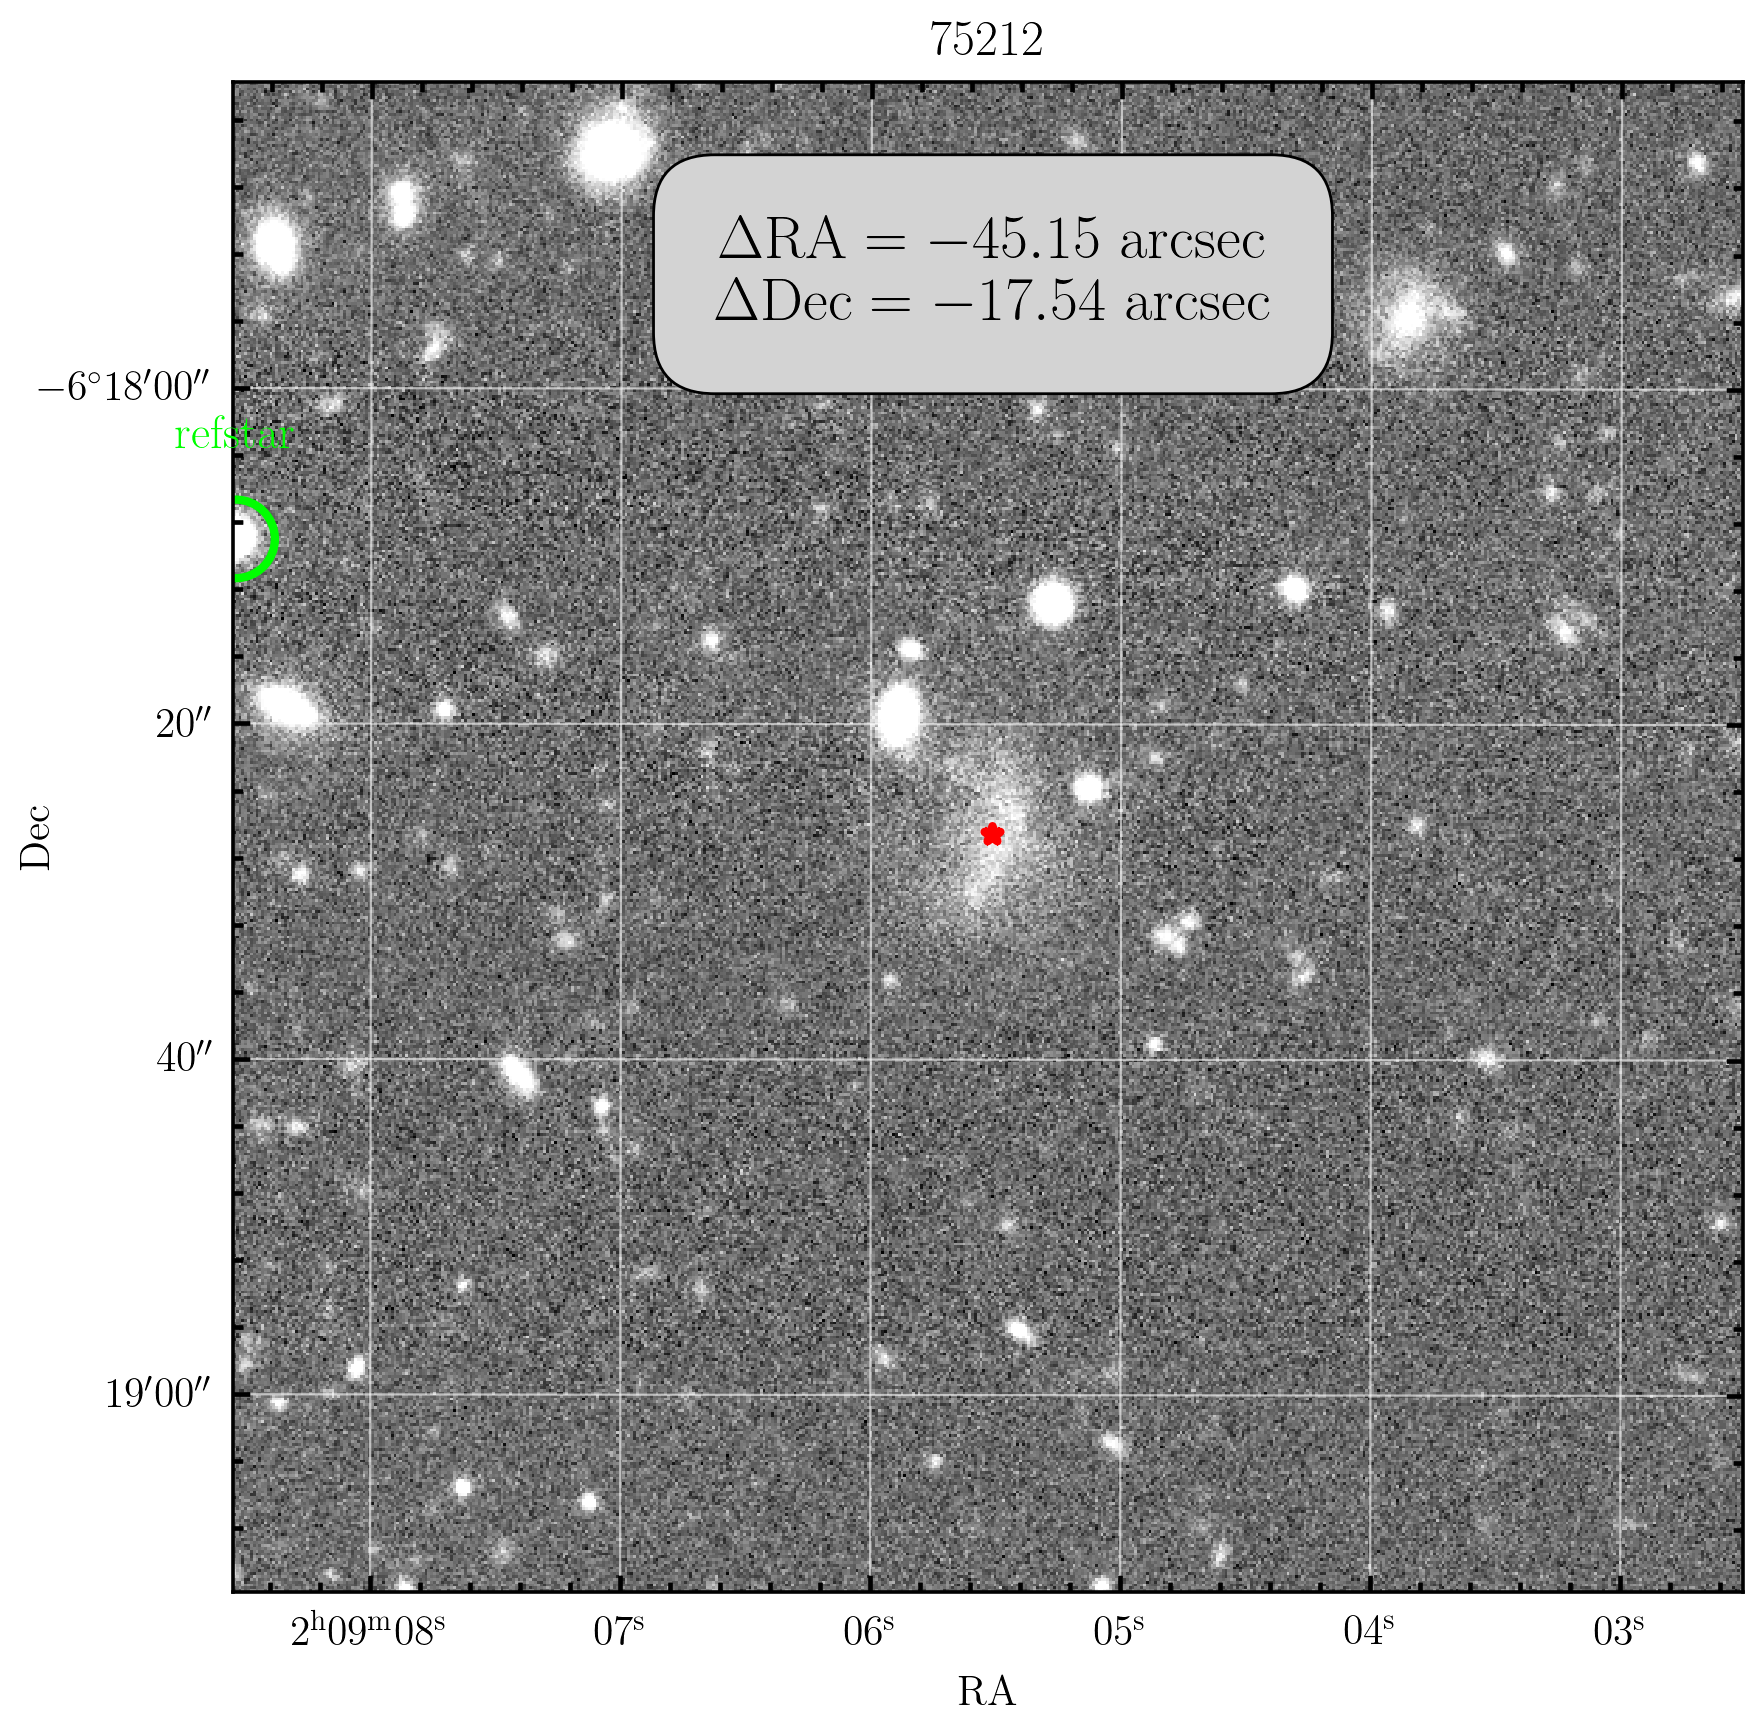 75212
ΔRA = −45.15 arcsec
ΔDec = −17.54 arcsec
−6°18′00″
refstar
20″
Dec
40″
19′00″
2ʰ09ᵐ08ˢ 07ˢ 06ˢ 05ˢ 04ˢ 03ˢ
RA